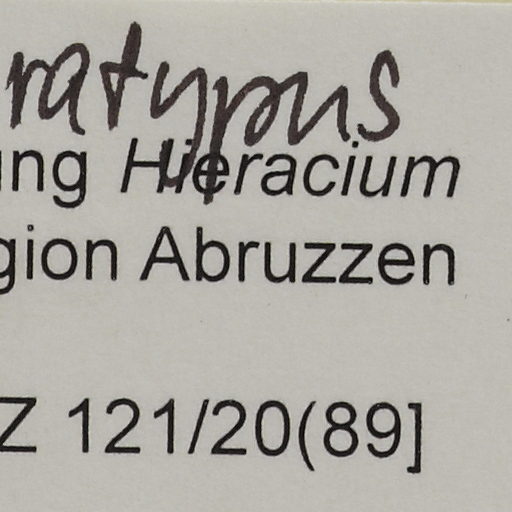 ratypus
ung Hieracium
gion Abruzzen
Z 121/20(89]